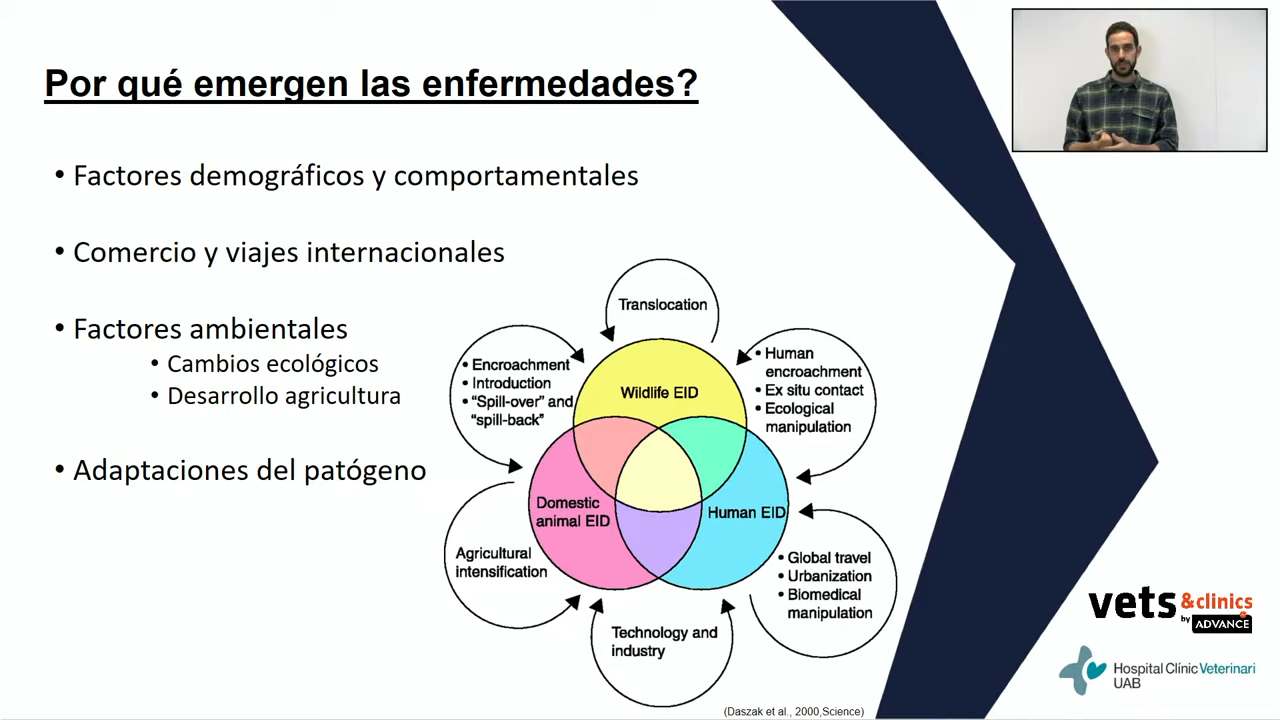 Por qué emergen las enfermedades?
• Factores demográficos y comportamentales
• Comercio y viajes internacionales
• Factores ambientales
• Cambios ecológicos
• Desarrollo agricultura
• Adaptaciones del patógeno
Translocation
• Encroachment
• Introduction
• “Spill-over” and
“spill-back”
Wildlife EID
• Human
encroachment
• Ex situ contact
• Ecological
manipulation
Domestic
animal EID
Human EID
Agricultural
intensification
• Global travel
• Urbanization
• Biomedical
manipulation
Technology and
industry
(Daszak et al., 2000,Science)
vets &clinics
by ADVANCE
Hospital Clínic Veterinari
UAB